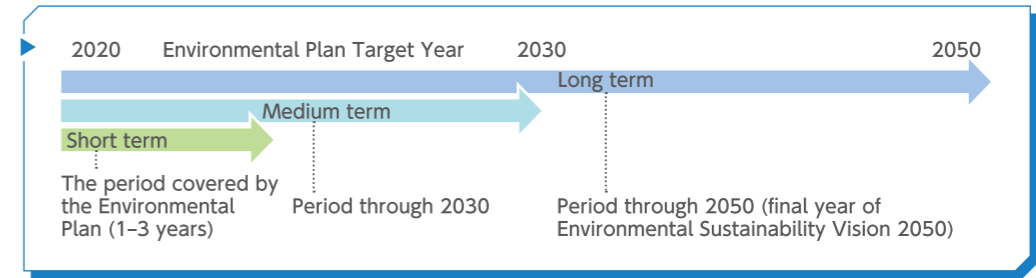 2020 Environmental Plan Target Year 2030 2050
Long term
Medium term
Short term
The period covered by
the Environmental
Plan (1–3 years)
Period through 2030
Period through 2050 (final year of
Environmental Sustainability Vision 2050)